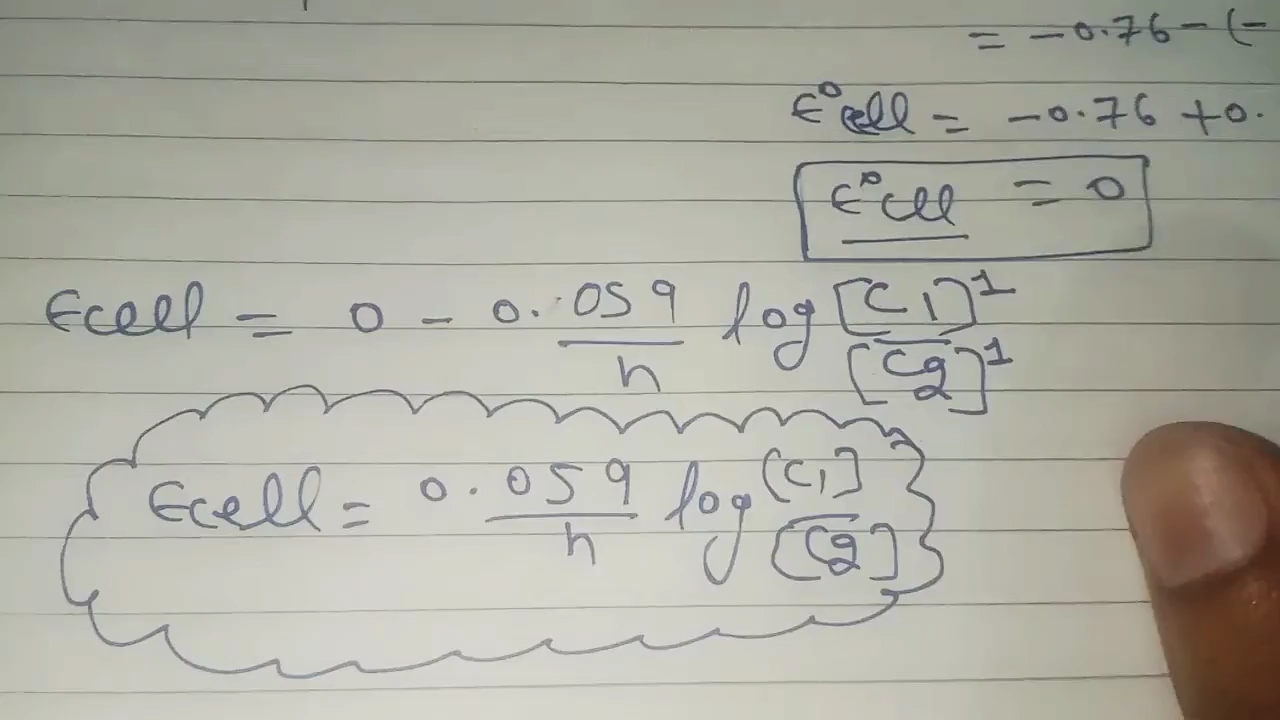 = -0.76 - (-
E°cell = -0.76 + 0.
E°cell = 0
Ecell = 0 - 0.059/n log [C1]^1/[C2]^1
Ecell = 0.059/n log [C1]/[C2]